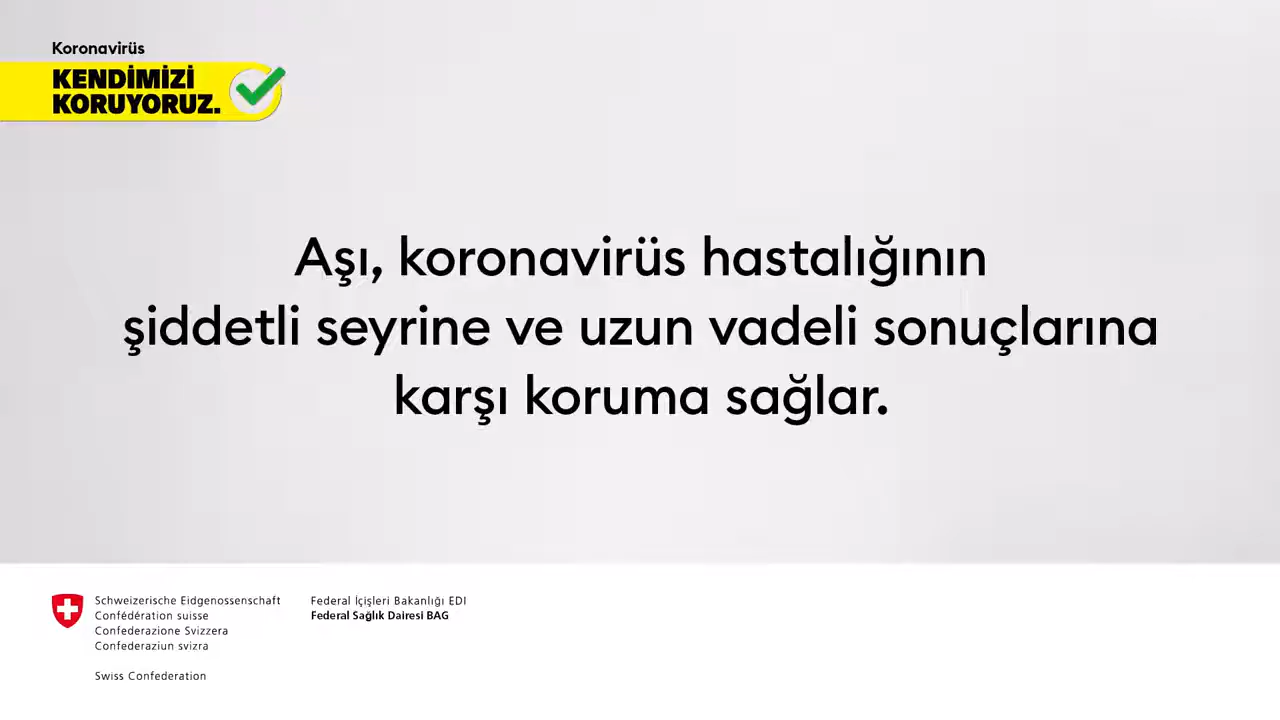 Koronavirüs
KENDİMİZİ
KORUYORUZ.
Aşı, koronavirüs hastalığının
şiddetli seyrine ve uzun vadeli sonuçlarına
karşı koruma sağlar.
Schweizerische Eidgenossenschaft
Confédération suisse
Confederazione Svizzera
Confederaziun svizra
Swiss Confederation
Federal İçişleri Bakanlığı EDI
Federal Sağlık Dairesi BAG